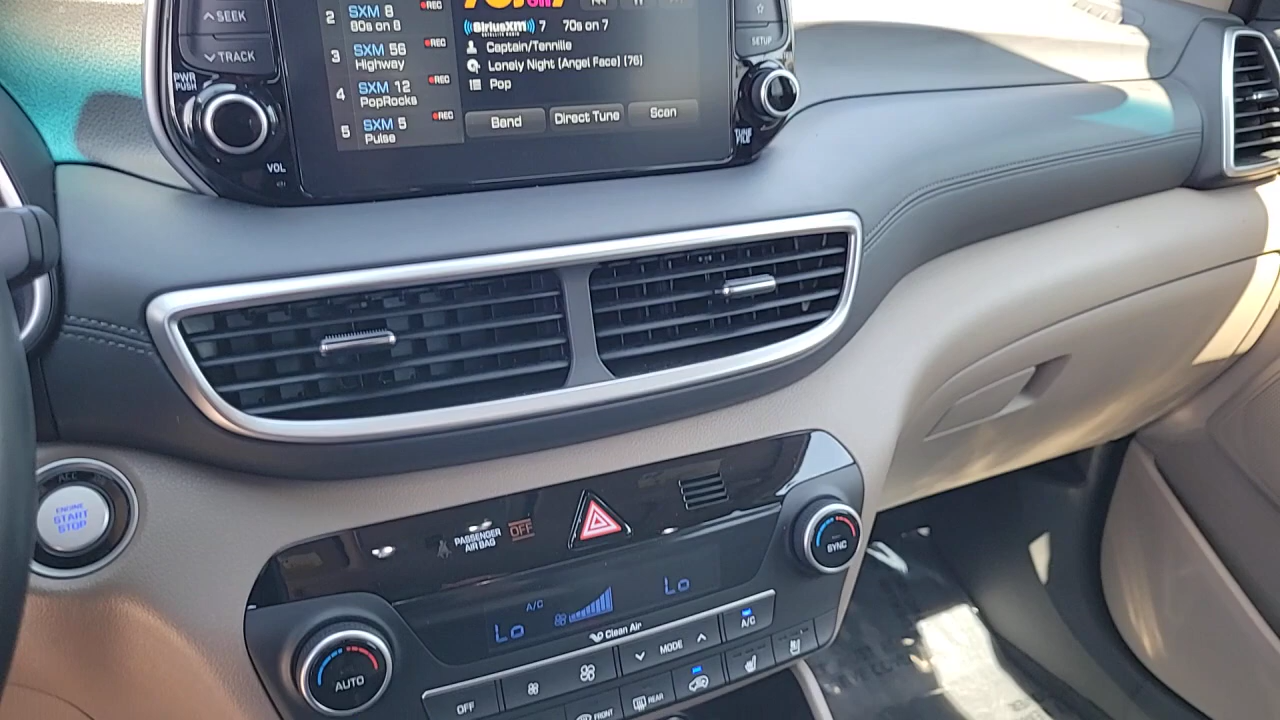 SEEK
TRACK
PWR
PUSH
VOL
2
SXM 8
REC
80s on 8
3
SXM 56
REC
Highway
4
SXM 12
REC
PopRocks
5
SXM 5
REC
Pulse
SiriusXM 7 70s on 7
Captain/Tennille
Lonely Night (Angel Face) (76)
Pop
Band
Direct Tune
Scan
SETUP
TUNE
FILE
ACC
ENGINE
START
STOP
PASSENGER
AIR BAG
OFF
SYNC
A/C
Lo
Lo
Clean Air
AUTO
OFF
MODE
A/C
FRONT
REAR